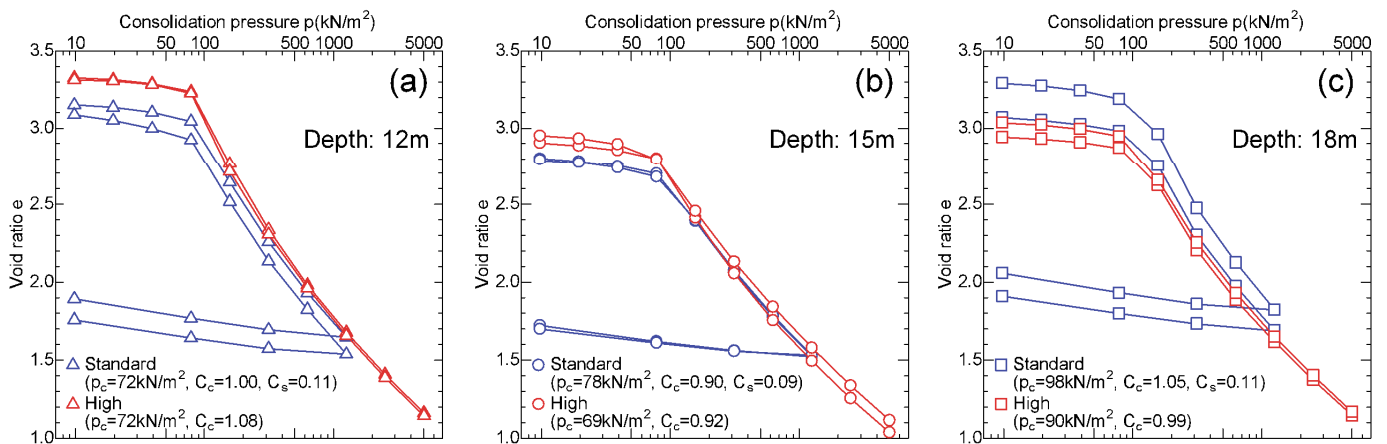 Consolidation pressure p(kN/m²)
10 50 100 500 1000 5000
3.5
3.0
2.5
2.0
1.5
1.0
Void ratio e
(a)
Depth: 12m
Standard
(pc=72kN/m², Cc=1.00, Cs=0.11)
High
(pc=72kN/m², Cc=1.08)
Consolidation pressure p(kN/m²)
10 50 100 500 1000 5000
3.5
3.0
2.5
2.0
1.5
1.0
Void ratio e
(b)
Depth: 15m
Standard
(pc=78kN/m², Cc=0.90, Cs=0.09)
High
(pc=69kN/m², Cc=0.92)
Consolidation pressure p(kN/m²)
10 50 100 500 1000 5000
3.5
3.0
2.5
2.0
1.5
1.0
Void ratio e
(c)
Depth: 18m
Standard
(pc=98kN/m², Cc=1.05, Cs=0.11)
High
(pc=90kN/m², Cc=0.99)